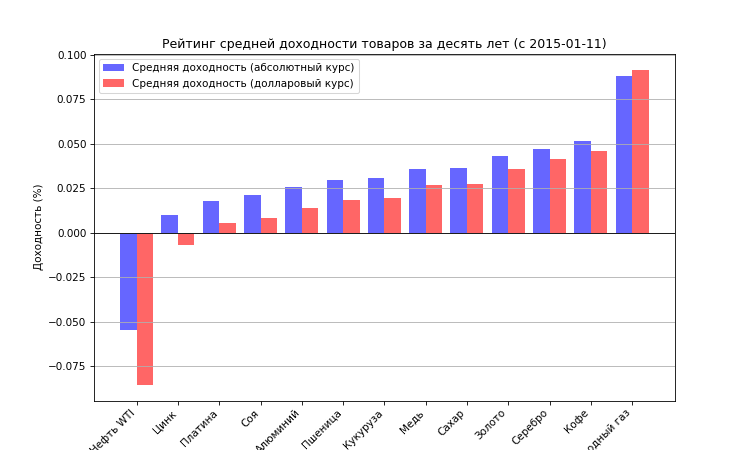 Рейтинг средней доходности товаров за десять лет (с 2015-01-11)
Средняя доходность (абсолютный курс)
Средняя доходность (долларовый курс)
Доходность (%)
0.100
0.075
0.050
0.025
0.000
−0.025
−0.050
−0.075
Нефть WTI
Цинк
Платина
Соя
Алюминий
Пшеница
Кукуруза
Медь
Сахар
Золото
Серебро
Кофе
газ